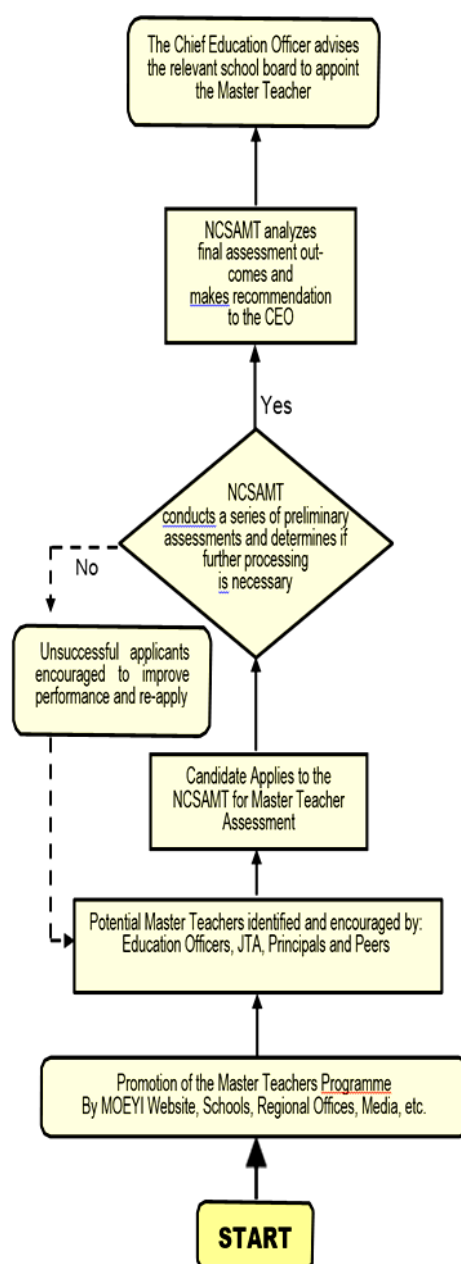 The Chief Education Officer advises
the relevant school board to appoint
the Master Teacher
NCSAMT analyzes
final assessment out-
comes and
makes recommendation
to the CEO
Yes
NCSAMT
conducts a series of preliminary
assessments and determines if
further processing
is necessary
No
Unsuccessful applicants
encouraged to improve
performance and re-apply
Candidate Applies to the
NCSAMT for Master Teacher
Assessment
Potential Master Teachers identified and encouraged by:
Education Officers, JTA, Principals and Peers
Promotion of the Master Teachers Programme
By MOEYI Website, Schools, Regional Offices, Media, etc.
START